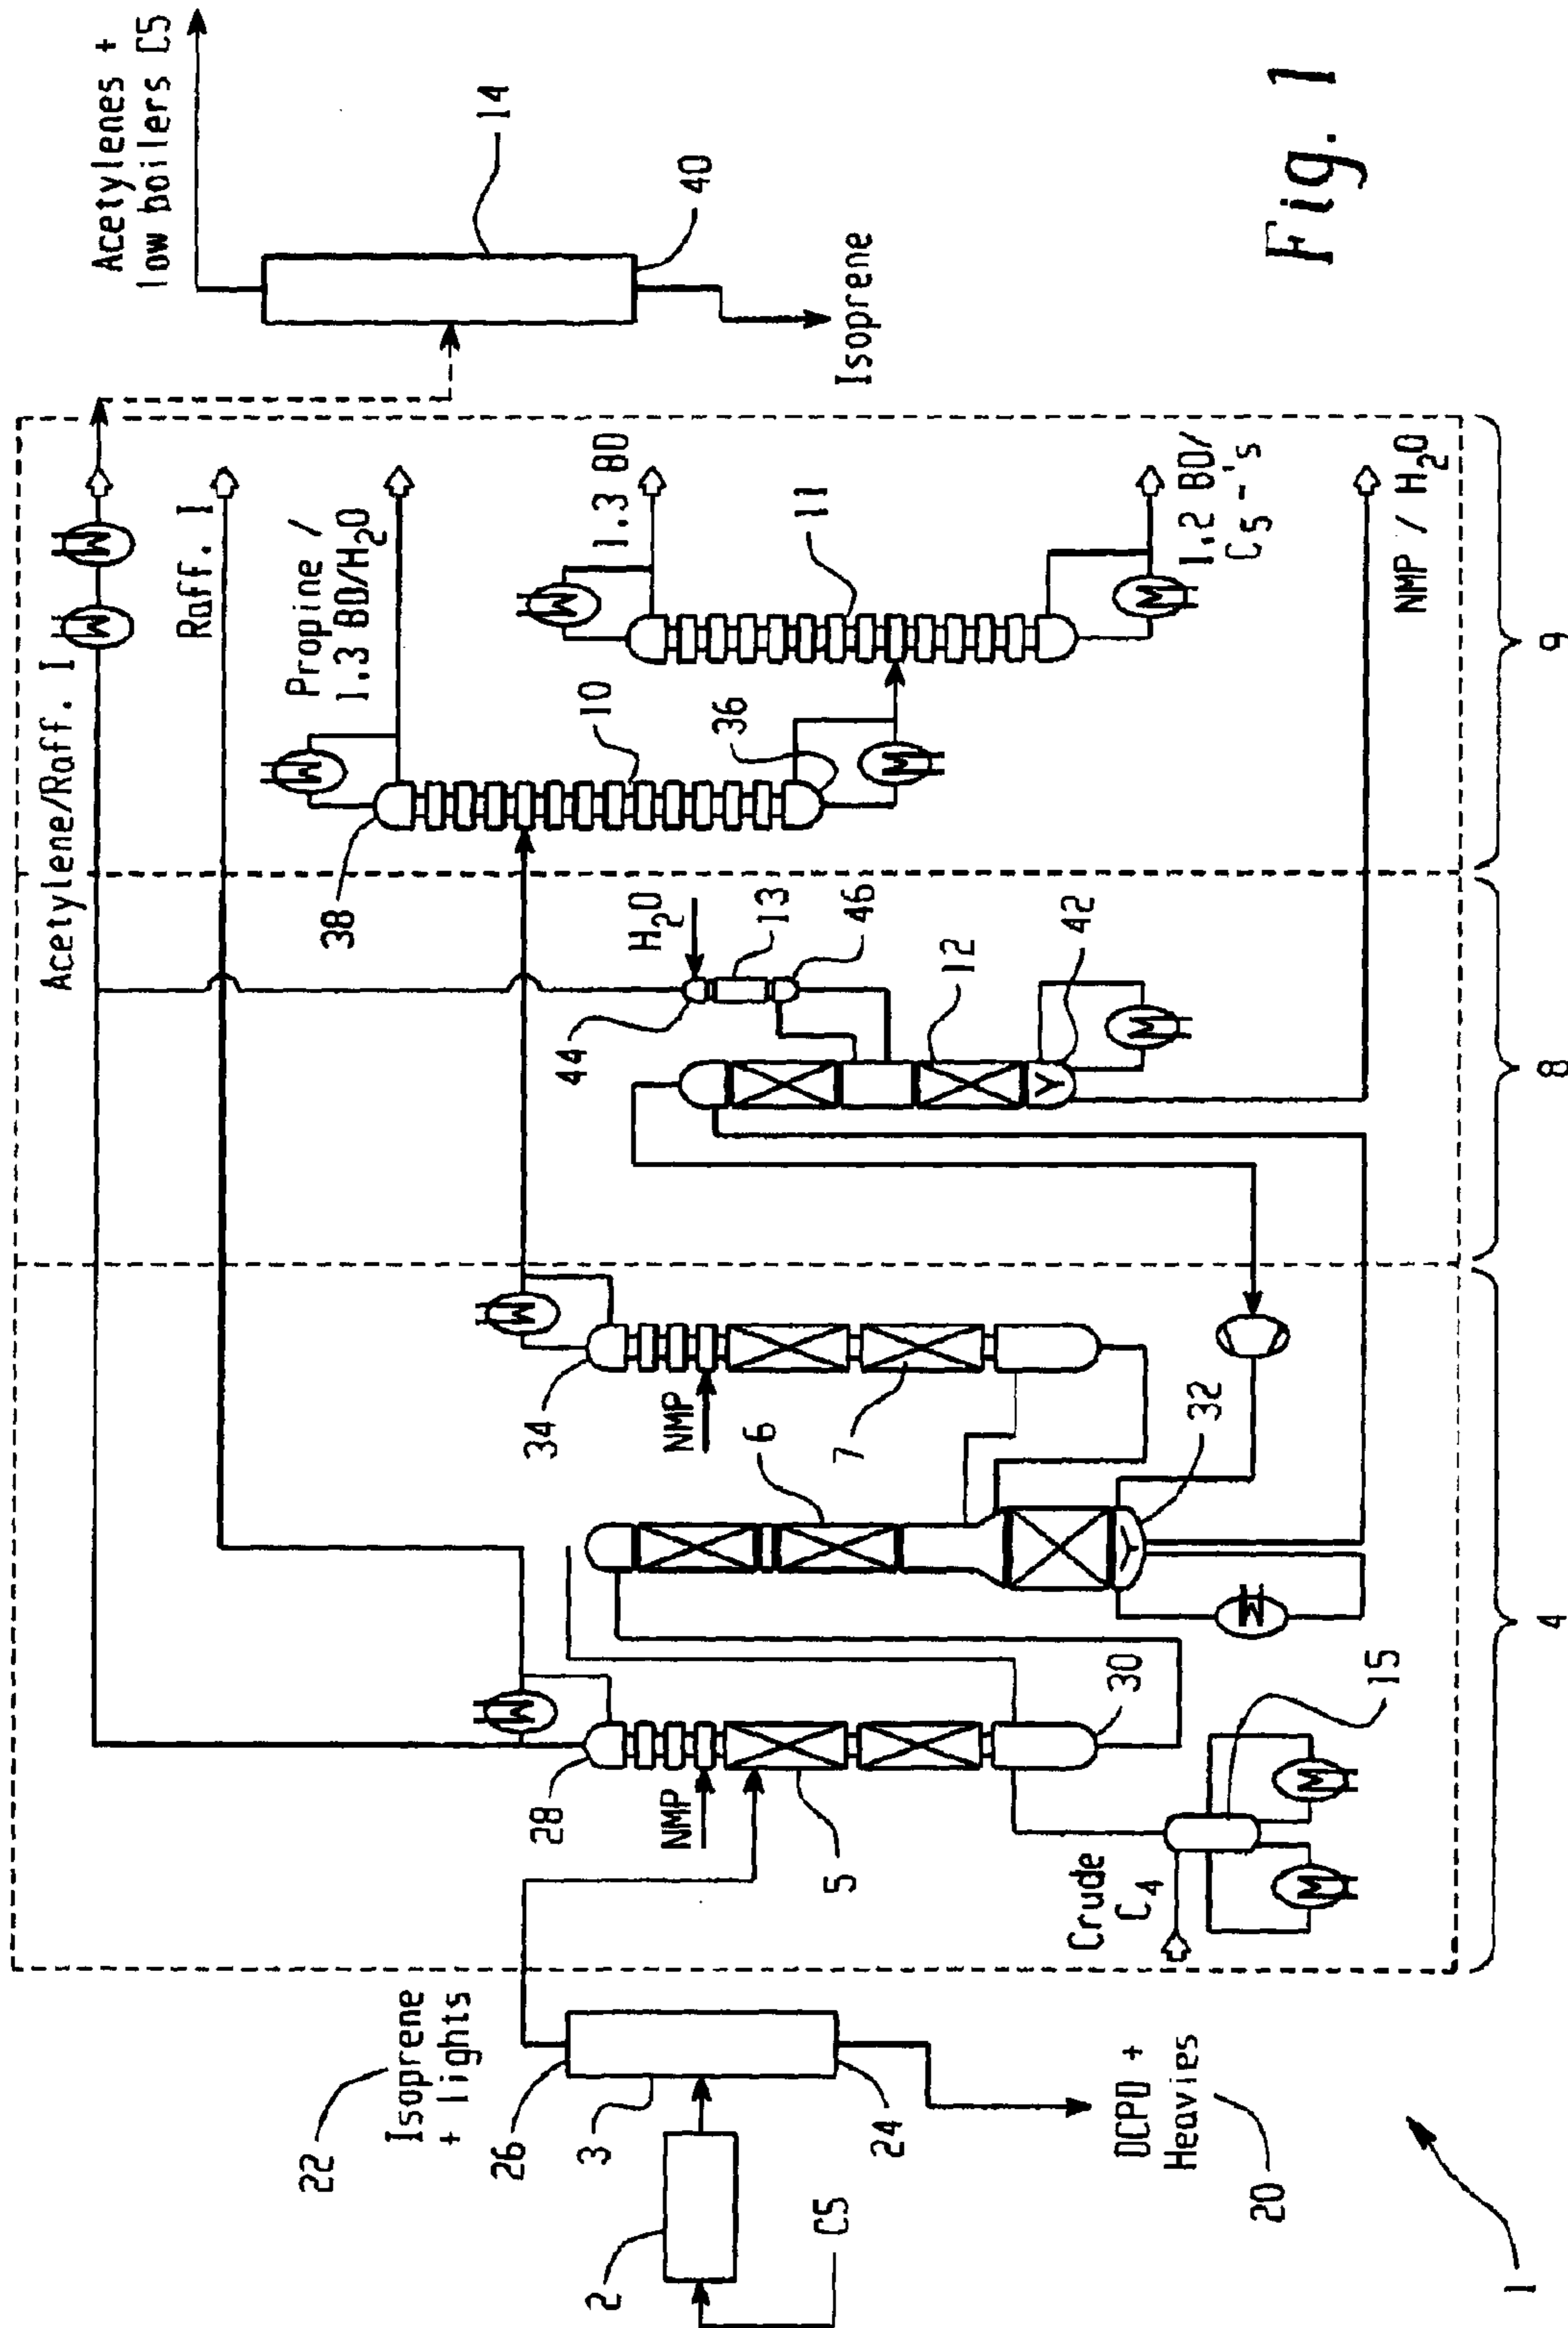 Fig. 1
Acetylenes +
low boilers C5
14
40
Isoprene
Acetylene/Raff. I
Raff. I
Propine /
1.3 BD/H2O
1.3 BD
1.2 BD/
C5-'s
NMP / H2O
38
10
36
11
9
H2O
13
46
44
12
42
8
34
NMP
7
6
32
28
NMP
5
30
15
Crude
C4
4
22
Isoprene
+ lights
26
3
24
2
C5
DCPD +
Heavies
20
1